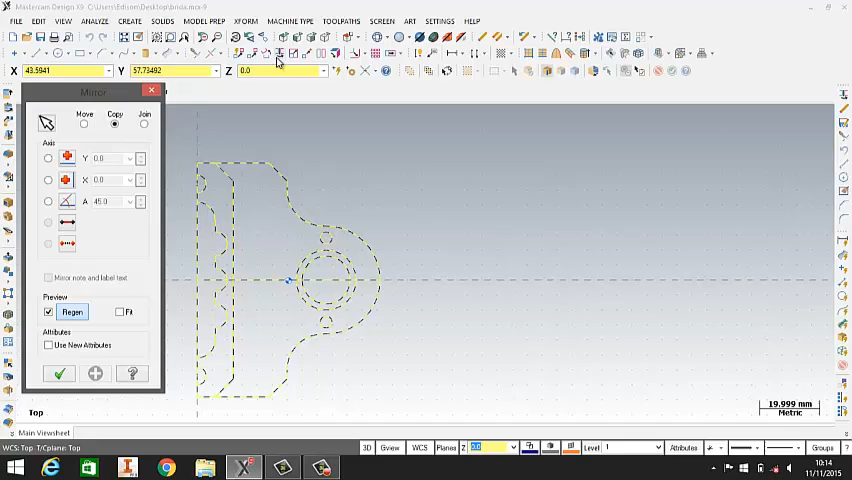 Mastercam Design X9 C:\Users\Edison\Desktop\brida.mcx-9
FILE EDIT VIEW ANALYZE CREATE SOLIDS MODEL PREP XFORM MACHINE TYPE TOOLPATHS SCREEN ART SETTINGS HELP
X 43.5941 Y 57.73492 Z 0.0
Mirror
Move Copy Join
Axis
Y 0.0
X 0.0
A 45.0
Mirror note and label text
Preview
Regen Fit
Attributes
Use New Attributes
Top
19.999 mm
Metric
Main Viewsheet
WCS: Top T/Cplane: Top
3D Gview WCS Planes Z 0.0 Level 1 Attributes Groups
10:14
11/11/2015